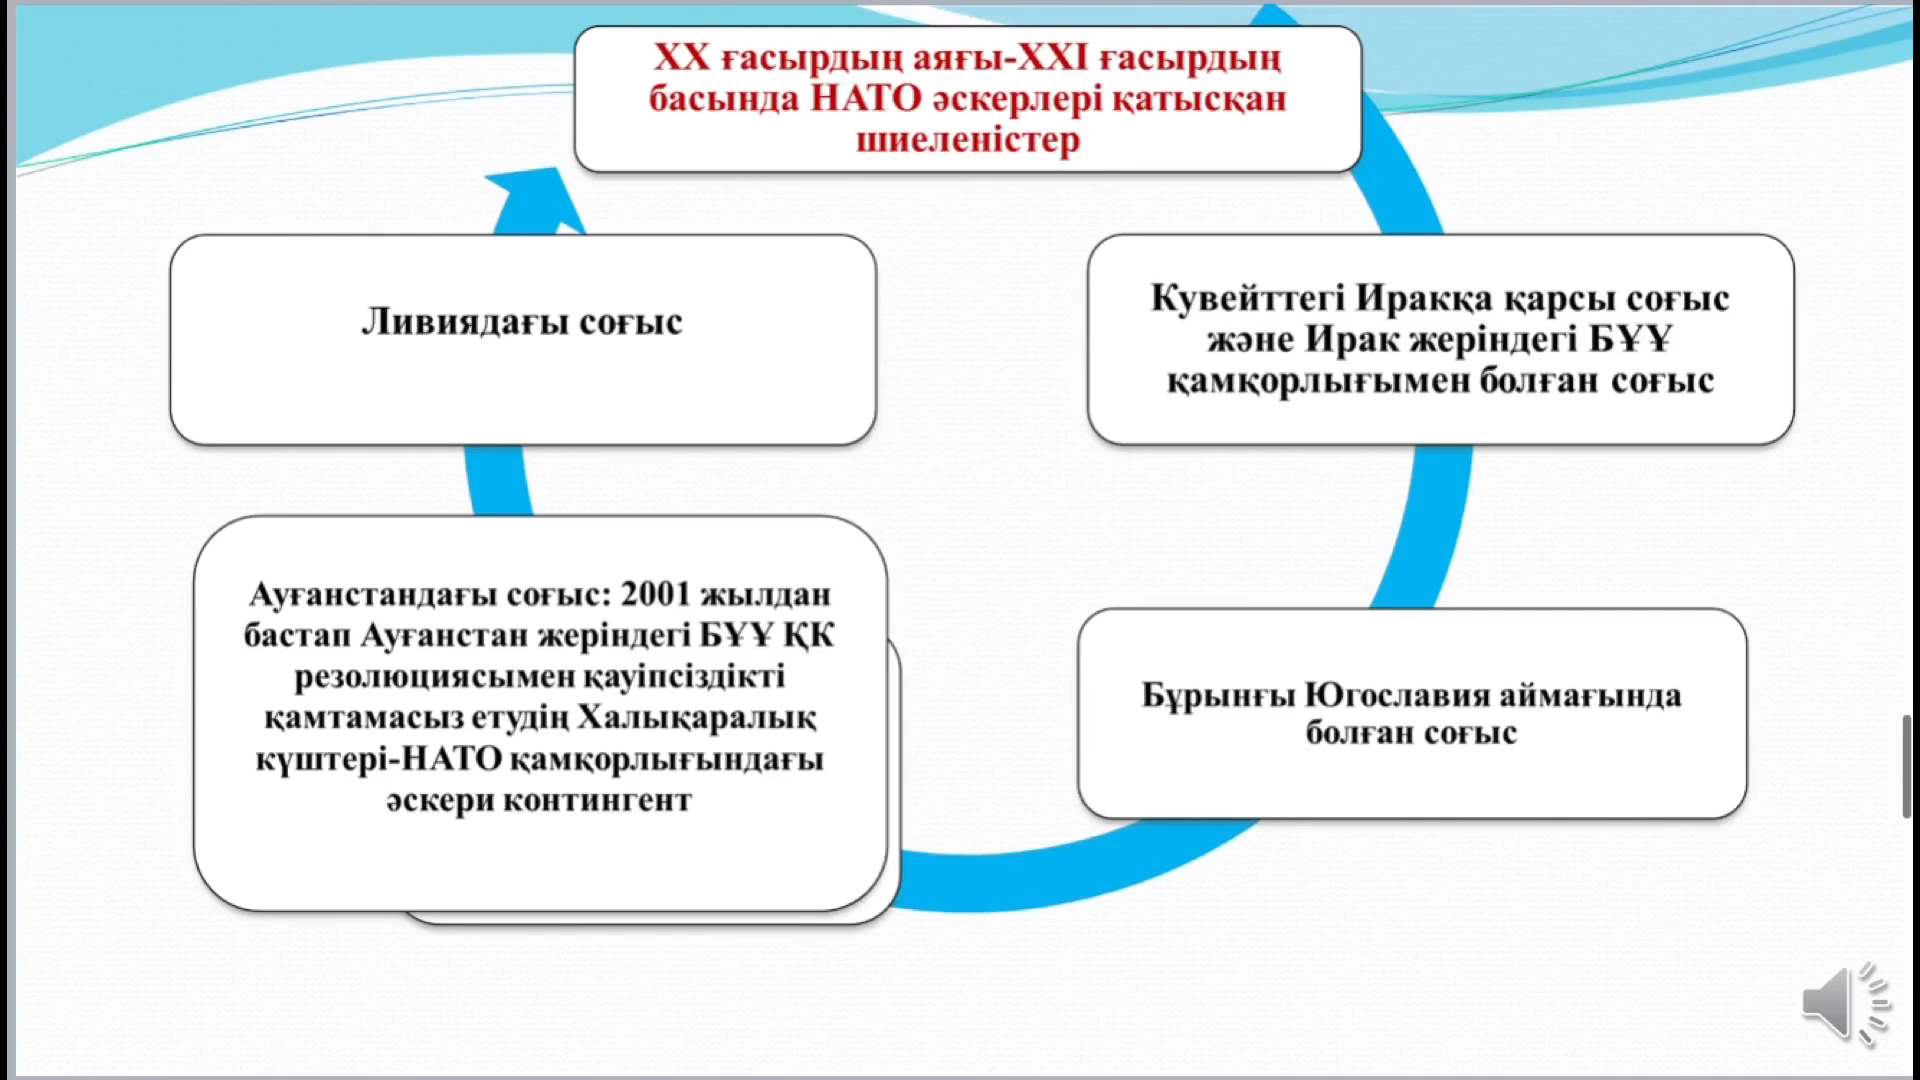 XX ғасырдың аяғы-XXI ғасырдың
басында НАТО әскерлері қатысқан
шиеленістер
Кувейттегі Иракқа қарсы соғыс
және Ирак жеріндегі БҰҰ
қамқорлығымен болған соғыс
Бұрынғы Югославия аймағында
болған соғыс
Ауғанстандағы соғыс: 2001 жылдан
бастап Ауғанстан жеріндегі БҰҰ ҚК
резолюциясымен қауіпсіздікті
қамтамасыз етудің Халықаралық
күштері-НАТО қамқорлығындағы
әскери контингент
Ливиядағы соғыс